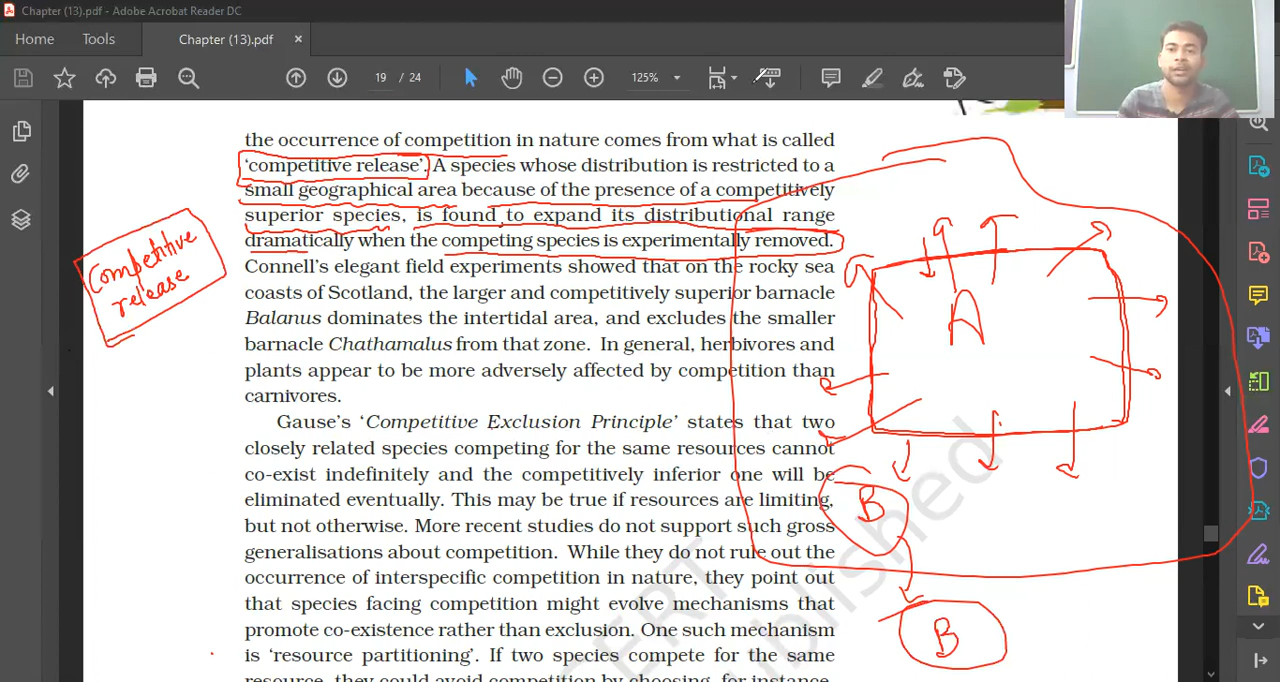 Chapter (13).pdf - Adobe Acrobat Reader DC
Home Tools Chapter (13).pdf ×
19 / 24 125%
the occurrence of competition in nature comes from what is called
‘competitive release’. A species whose distribution is restricted to a
small geographical area because of the presence of a competitively
superior species, is found to expand its distributional range
dramatically when the competing species is experimentally removed.
Connell’s elegant field experiments showed that on the rocky sea
coasts of Scotland, the larger and competitively superior barnacle
Balanus dominates the intertidal area, and excludes the smaller
barnacle Chathamalus from that zone. In general, herbivores and
plants appear to be more adversely affected by competition than
carnivores.
Gause’s ‘Competitive Exclusion Principle’ states that two
closely related species competing for the same resources cannot
co-exist indefinitely and the competitively inferior one will be
eliminated eventually. This may be true if resources are limiting,
but not otherwise. More recent studies do not support such gross
generalisations about competition. While they do not rule out the
occurrence of interspecific competition in nature, they point out
that species facing competition might evolve mechanisms that
promote co-existence rather than exclusion. One such mechanism
is ‘resource partitioning’. If two species compete for the same
resource, they could avoid competition by choosing, for instance,
Competitive
release
A
B
B